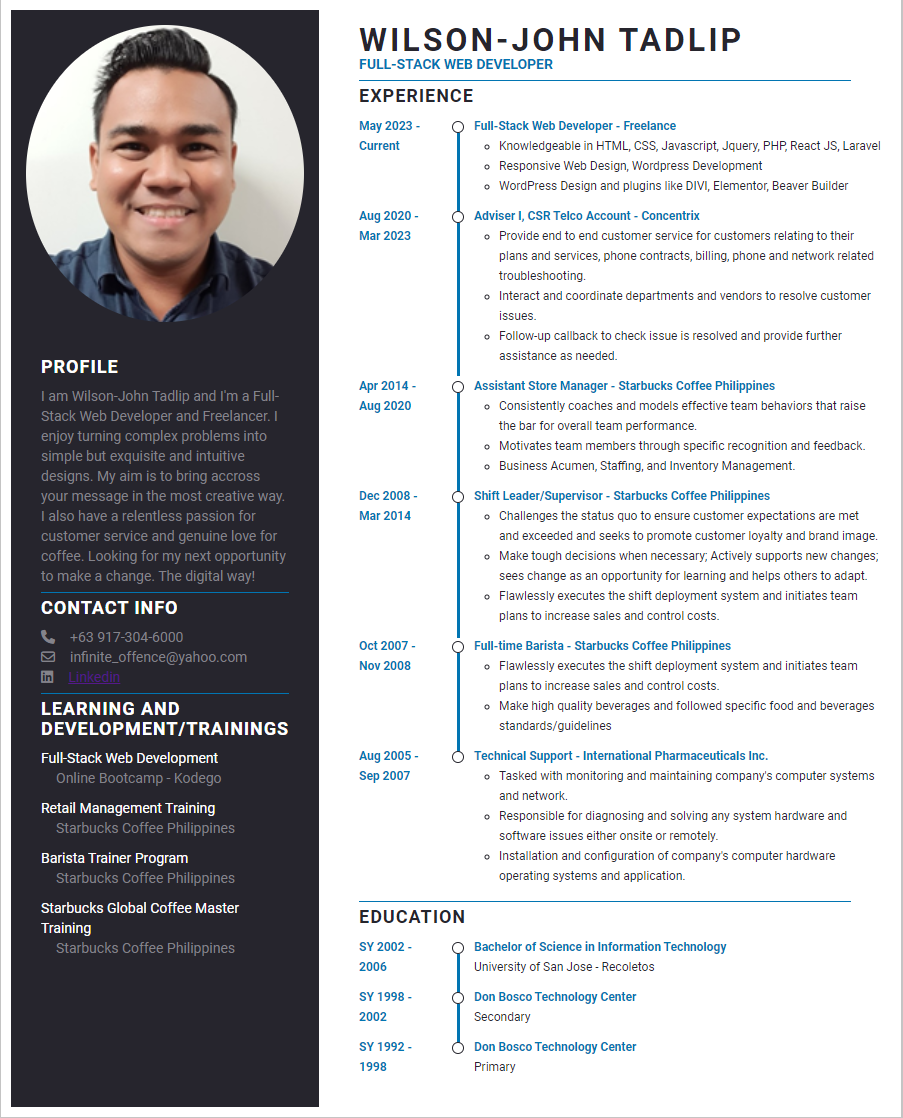 PROFILE
I am Wilson-John Tadlip and I'm a Full-
Stack Web Developer and Freelancer. I
enjoy turning complex problems into
simple but exquisite and intuitive
designs. My aim is to bring accross
your message in the most creative way.
I also have a relentless passion for
customer service and genuine love for
coffee. Looking for my next opportunity
to make a change. The digital way!
CONTACT INFO
+63 917-304-6000
infinite_offence@yahoo.com
Linkedin
LEARNING AND
DEVELOPMENT/TRAININGS
Full-Stack Web Development
Online Bootcamp - Kodego
Retail Management Training
Starbucks Coffee Philippines
Barista Trainer Program
Starbucks Coffee Philippines
Starbucks Global Coffee Master
Training
Starbucks Coffee Philippines
WILSON-JOHN TADLIP
FULL-STACK WEB DEVELOPER
EXPERIENCE
May 2023 -
Current
Full-Stack Web Developer - Freelance
Knowledgeable in HTML, CSS, Javascript, Jquery, PHP, React JS, Laravel
Responsive Web Design, Wordpress Development
WordPress Design and plugins like DIVI, Elementor, Beaver Builder
Aug 2020 -
Mar 2023
Adviser I, CSR Telco Account - Concentrix
Provide end to end customer service for customers relating to their
plans and services, phone contracts, billing, phone and network related
troubleshooting.
Interact and coordinate departments and vendors to resolve customer
issues.
Follow-up callback to check issue is resolved and provide further
assistance as needed.
Apr 2014 -
Aug 2020
Assistant Store Manager - Starbucks Coffee Philippines
Consistently coaches and models effective team behaviors that raise
the bar for overall team performance.
Motivates team members through specific recognition and feedback.
Business Acumen, Staffing, and Inventory Management.
Dec 2008 -
Mar 2014
Shift Leader/Supervisor - Starbucks Coffee Philippines
Challenges the status quo to ensure customer expectations are met
and exceeded and seeks to promote customer loyalty and brand image.
Make tough decisions when necessary; Actively supports new changes;
sees change as an opportunity for learning and helps others to adapt.
Flawlessly executes the shift deployment system and initiates team
plans to increase sales and control costs.
Oct 2007 -
Nov 2008
Full-time Barista - Starbucks Coffee Philippines
Flawlessly executes the shift deployment system and initiates team
plans to increase sales and control costs.
Make high quality beverages and followed specific food and beverages
standards/guidelines
Aug 2005 -
Sep 2007
Technical Support - International Pharmaceuticals Inc.
Tasked with monitoring and maintaining company's computer systems
and network.
Responsible for diagnosing and solving any system hardware and
software issues either onsite or remotely.
Installation and configuration of company's computer hardware
operating systems and application.
EDUCATION
SY 2002 -
2006
Bachelor of Science in Information Technology
University of San Jose - Recoletos
SY 1998 -
2002
Don Bosco Technology Center
Secondary
SY 1992 -
1998
Don Bosco Technology Center
Primary